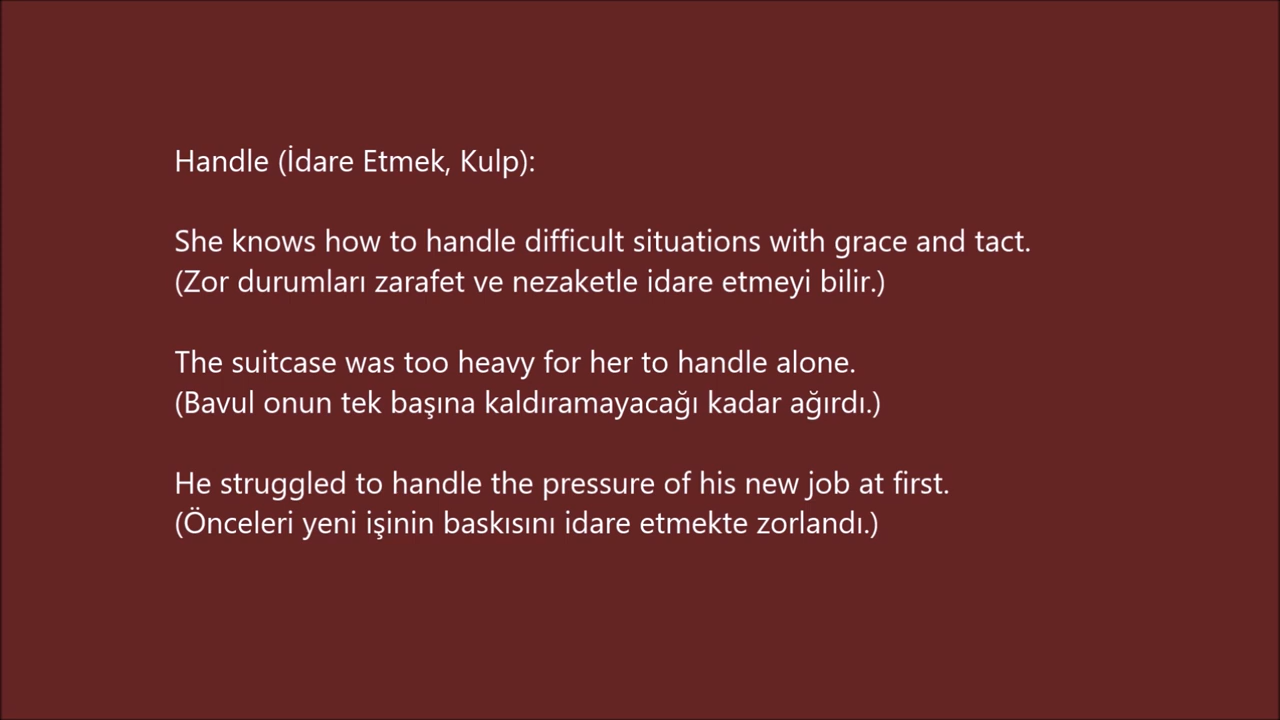 Handle (İdare Etmek, Kulp):
She knows how to handle difficult situations with grace and tact.
(Zor durumları zarafet ve nezaketle idare etmeyi bilir.)
The suitcase was too heavy for her to handle alone.
(Bavul onun tek başına kaldıramayacağı kadar ağırdı.)
He struggled to handle the pressure of his new job at first.
(Önceleri yeni işinin baskısını idare etmekte zorlandı.)